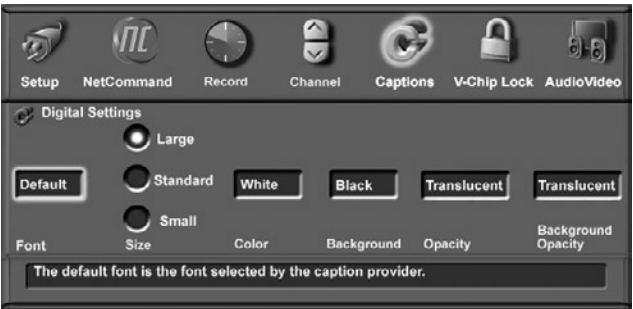 NC
Setup NetCommand Record Channel Captions V-Chip Lock AudioVideo
Digital Settings
Large
Default Standard White Black Translucent Translucent
Small
Font Size Color Background Opacity Background Opacity
The default font is the font selected by the caption provider.